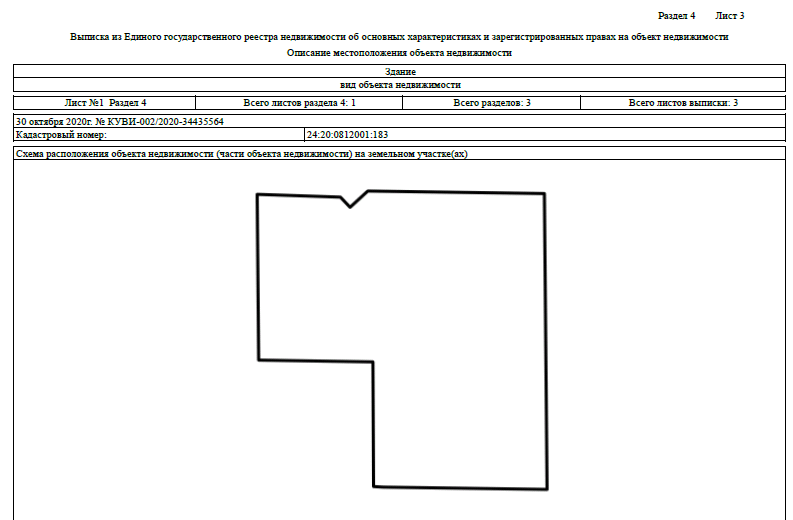 Раздел 4 Лист 3
Выписка из Единого государственного реестра недвижимости об основных характеристиках и зарегистрированных правах на объект недвижимости
Описание местоположения объекта недвижимости
Здание
вид объекта недвижимости
Лист №1 Раздел 4 Всего листов раздела 4: 1 Всего разделов: 3 Всего листов выписки: 3
30 октября 2020г. № КУВИ-002/2020-34435564
Кадастровый номер: 24:20:0812001:183
Схема расположения объекта недвижимости (части объекта недвижимости) на земельном участке(ах)